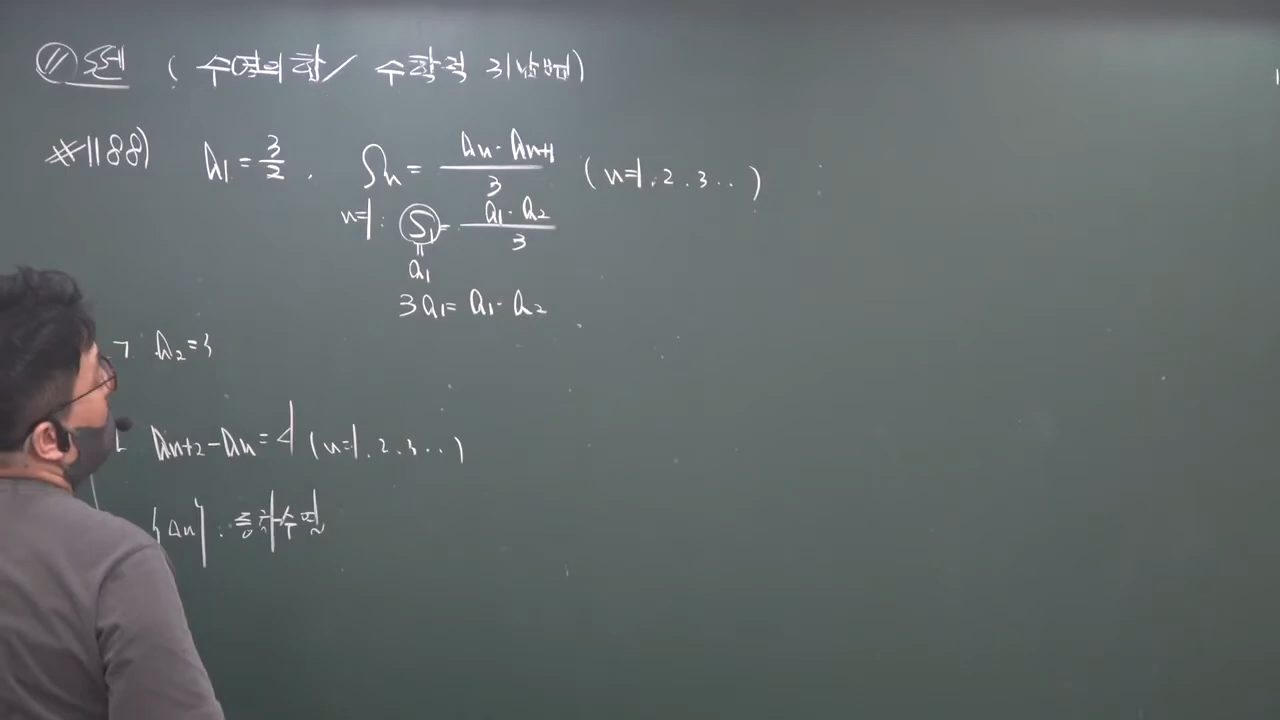 ⑪ 주제 ( 수열의 합 / 수학적 귀납법)
#1188) a₁ = 3/2 . Sₙ = aₙ·aₙ₊₁/3 (n=1.2.3..)
n=1: S₁ = a₁·a₂/3
=
a₁
3a₁ = a₁·a₂
ㄱ a₂=3
ㄴ aₙ₊₂-aₙ=4 (n=1.2.3..)
{aₙ} : 등차수열